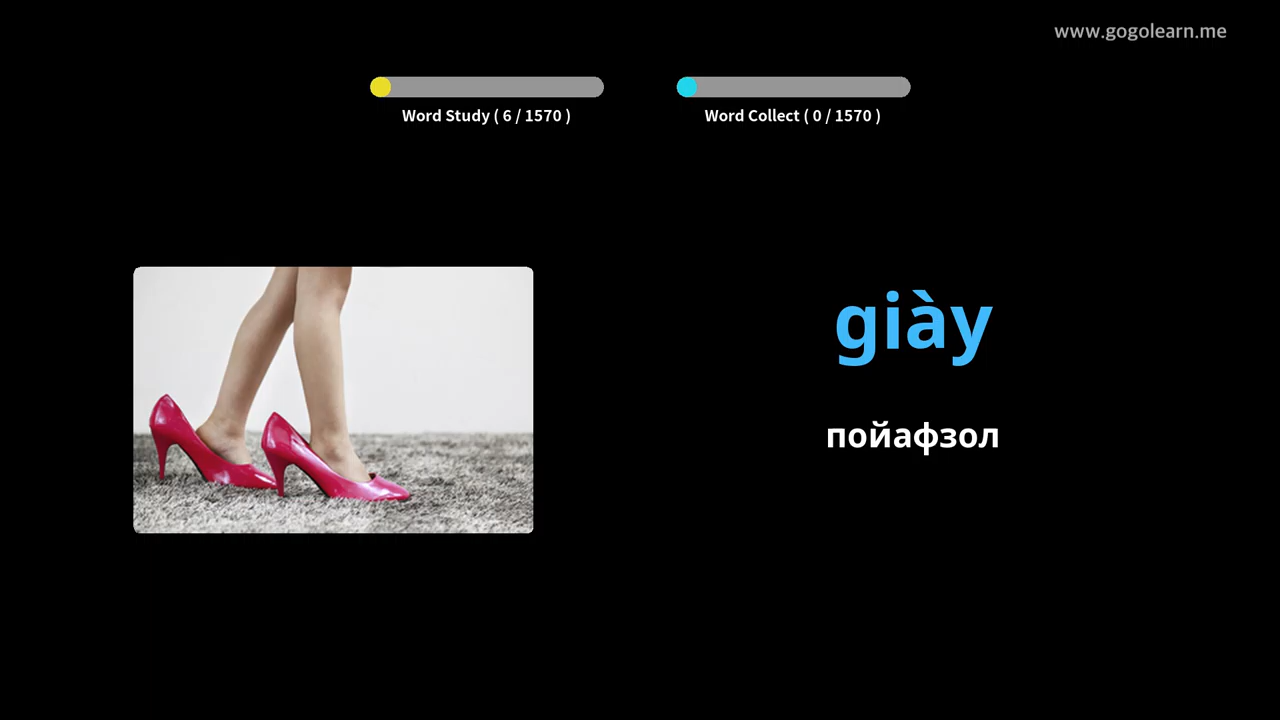 www.gogolearn.me
Word Study ( 6 / 1570 )
Word Collect ( 0 / 1570 )
giày
пойафзол